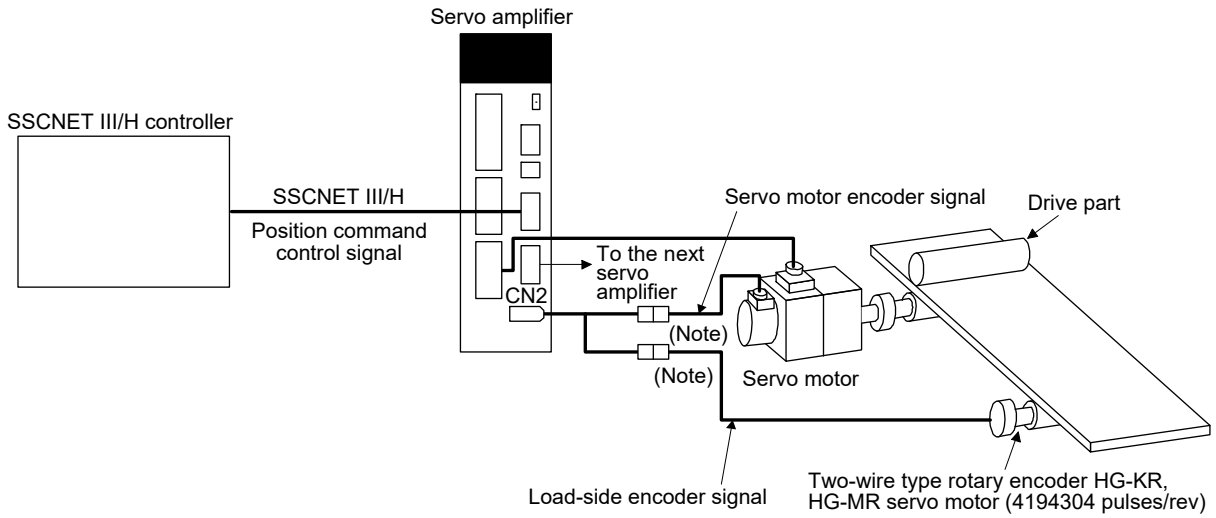 Servo amplifier
SSCNET III/H controller
SSCNET III/H
Position command
control signal
Servo motor encoder signal
Drive part
To the next
servo
amplifier
CN2
(Note)
(Note)
Servo motor
Load-side encoder signal
Two-wire type rotary encoder HG-KR,
HG-MR servo motor (4194304 pulses/rev)